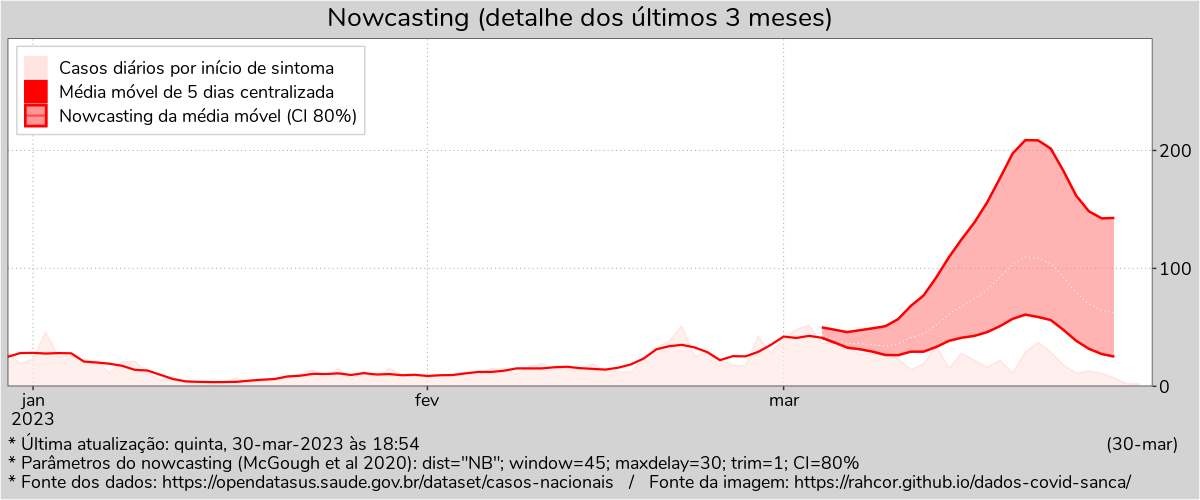 Nowcasting (detalhe dos últimos 3 meses)
Casos diários por início de sintoma
Média móvel de 5 dias centralizada
Nowcasting da média móvel (CI 80%)
200
100
0
jan fev mar
2023
* Última atualização: quinta, 30-mar-2023 às 18:54 (30-mar)
* Parâmetros do nowcasting (McGough et al 2020): dist="NB"; window=45; maxdelay=30; trim=1; CI=80%
* Fonte dos dados: https://opendatasus.saude.gov.br/dataset/casos-nacionais / Fonte da imagem: https://rahcor.github.io/dados-covid-sanca/